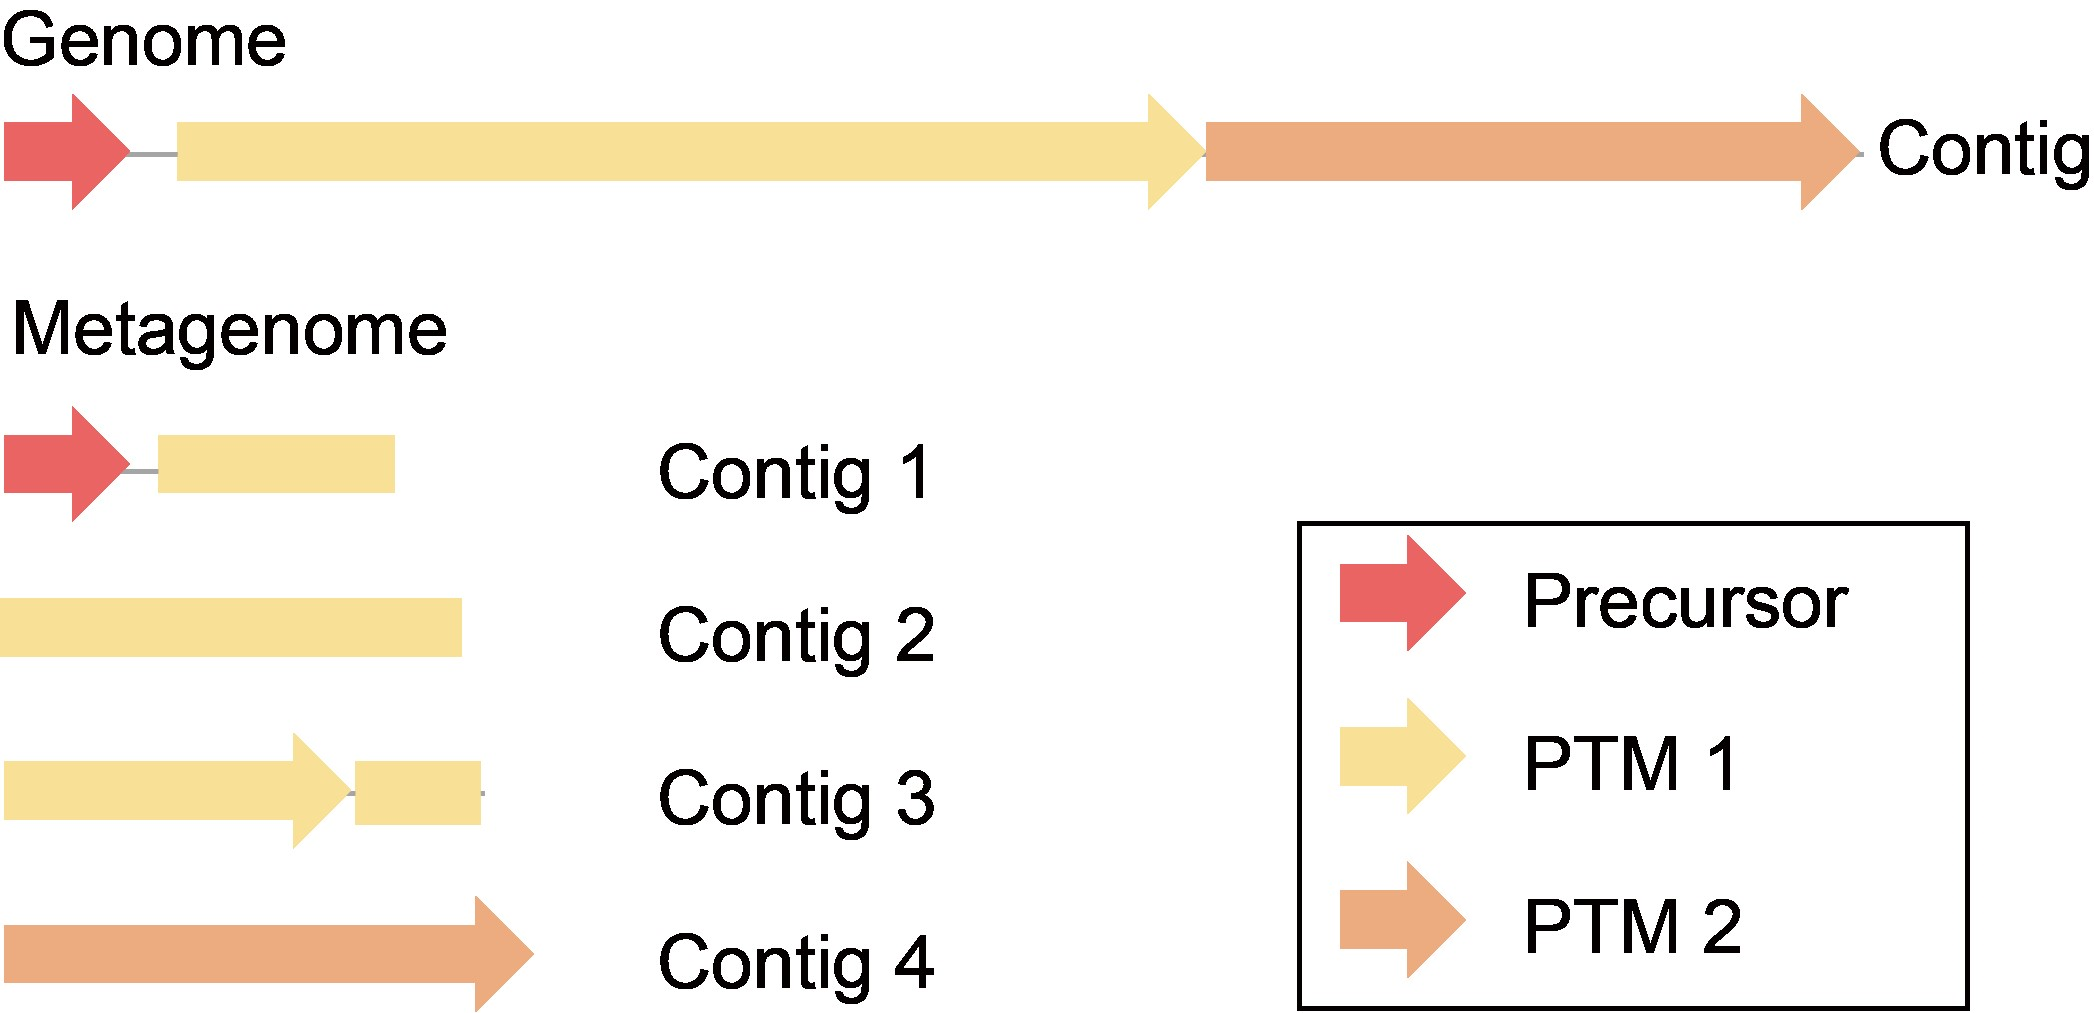 Genome
Contig
Metagenome
Contig 1
Contig 2
Contig 3
Contig 4
Precursor
PTM 1
PTM 2